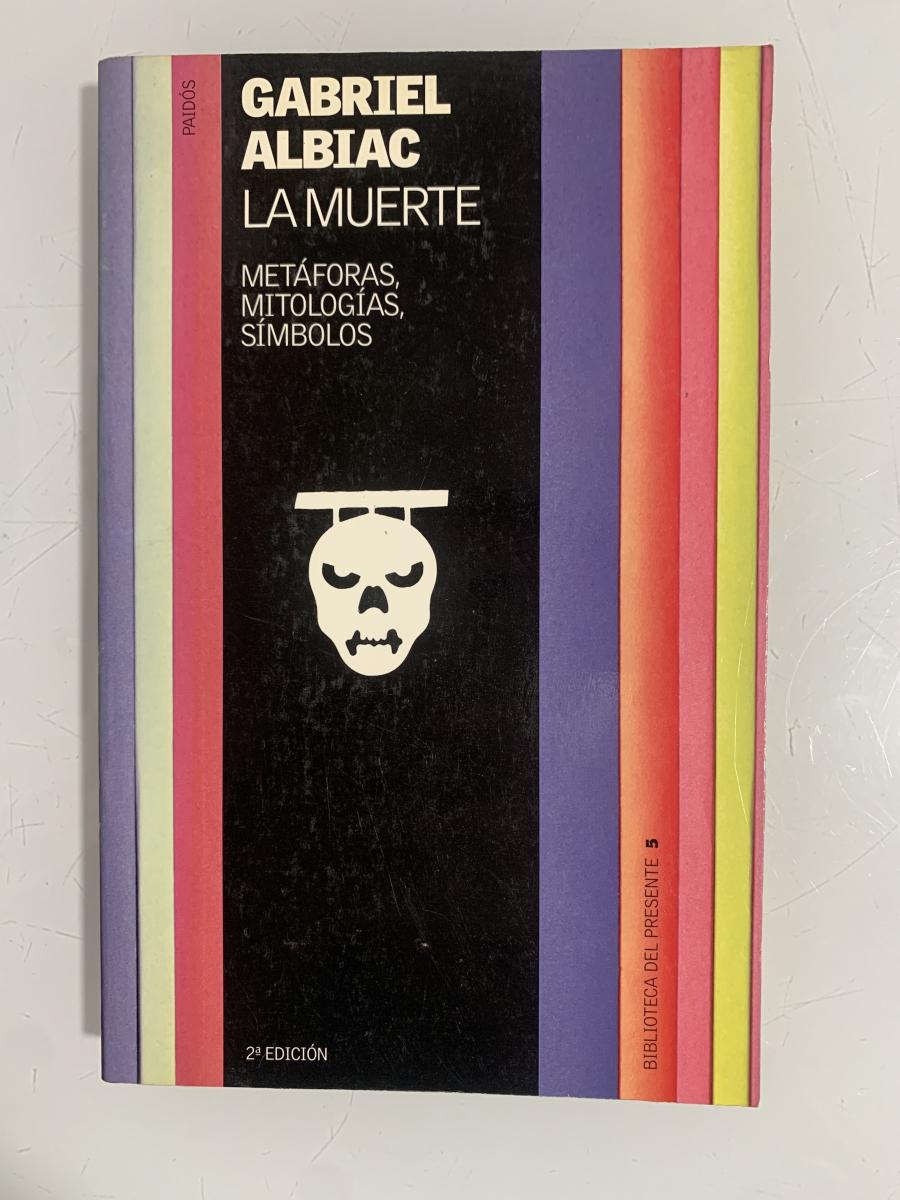 PAIDÓS
GABRIEL
ALBIAC
LA MUERTE
METÁFORAS,
MITOLOGÍAS,
SÍMBOLOS
BIBLIOTECA DEL PRESENTE 5
2ª EDICIÓN